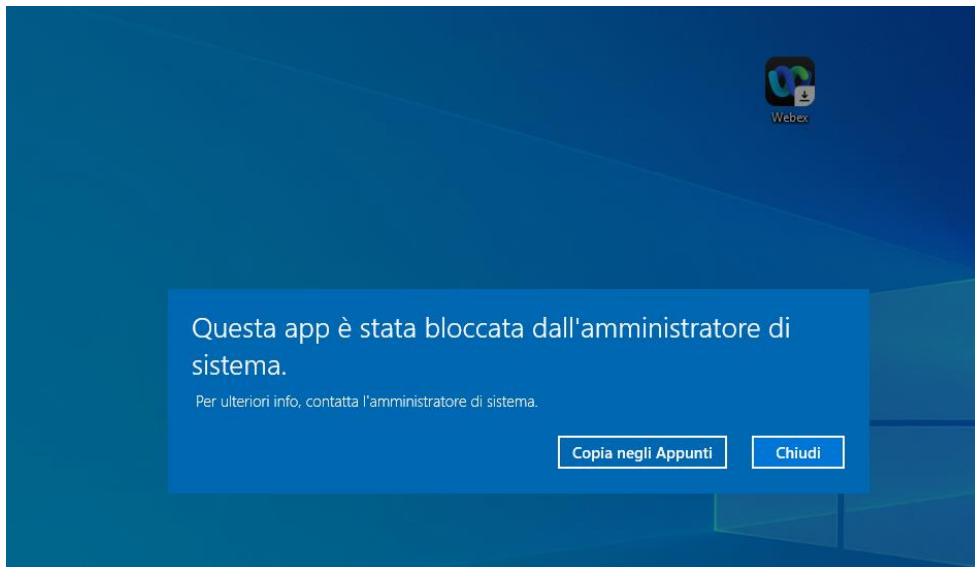 Webex
Questa app è stata bloccata dall'amministratore di
sistema.
Per ulteriori info, contatta l'amministratore di sistema.
Copia negli Appunti
Chiudi